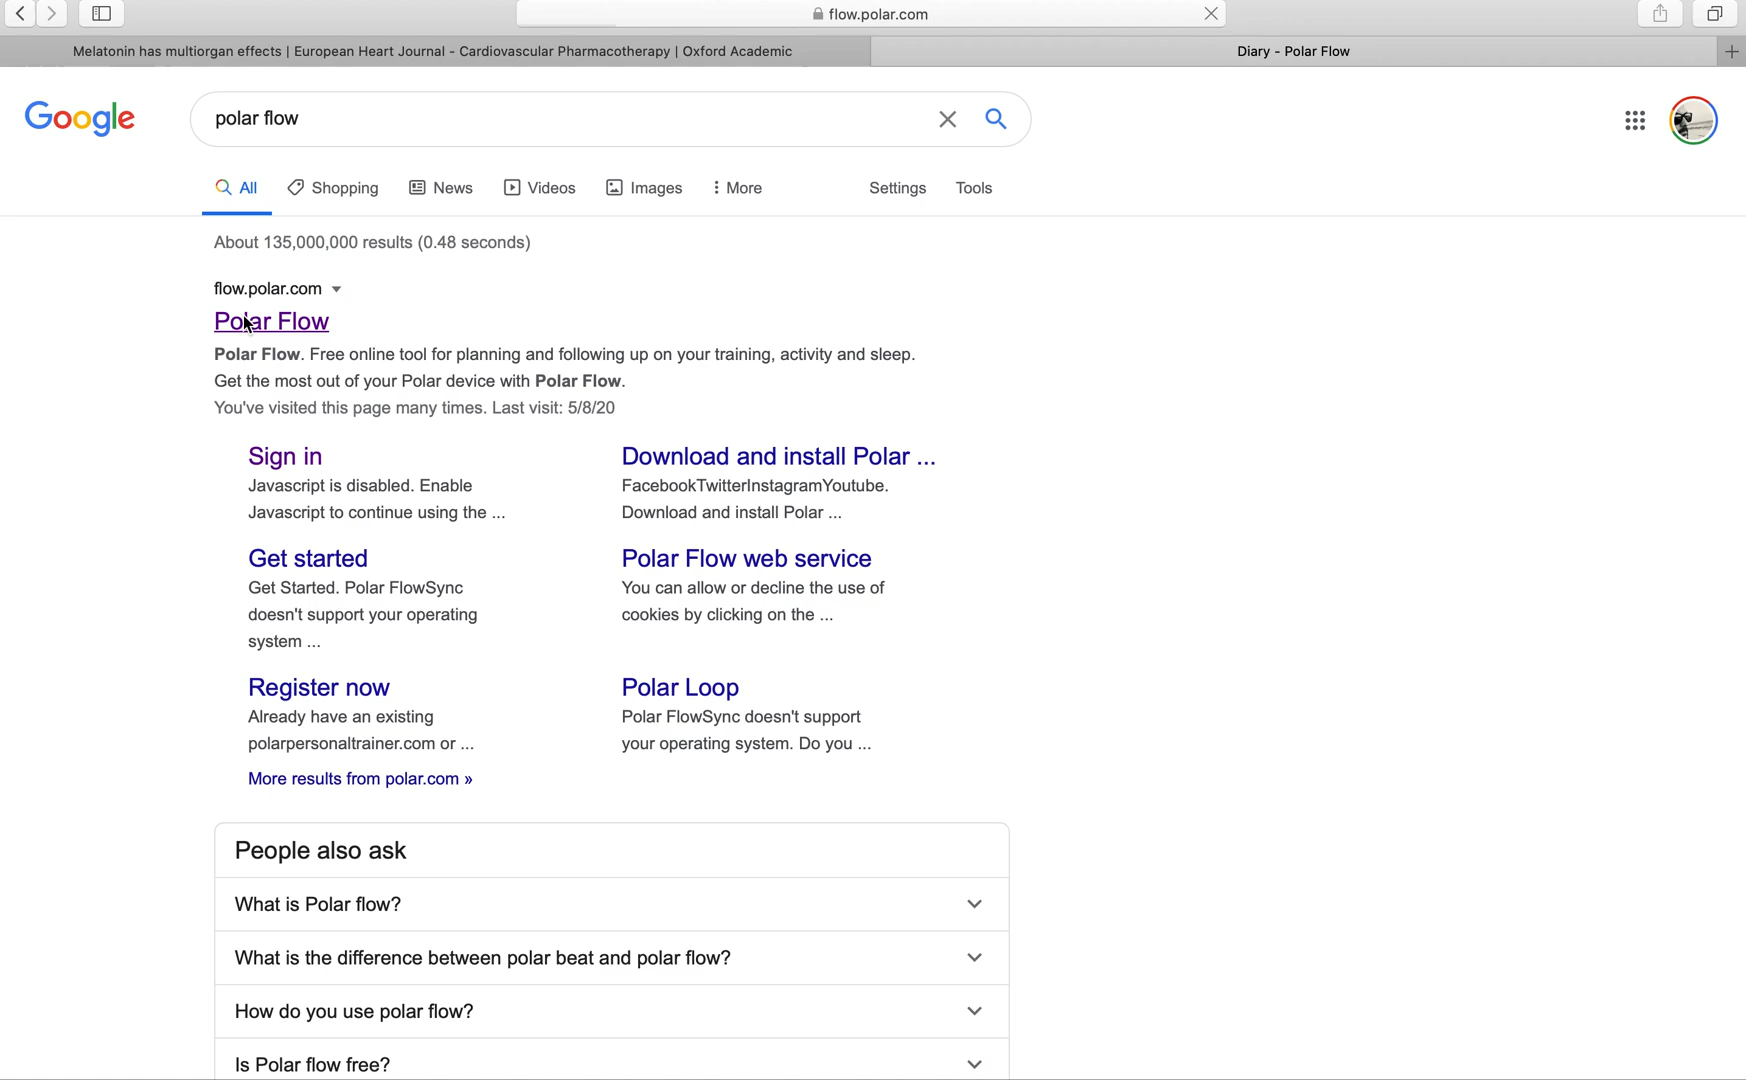 flow.polar.com
Melatonin has multiorgan effects | European Heart Journal - Cardiovascular Pharmacotherapy | Oxford Academic
Diary - Polar Flow
Google
polar flow
All
Shopping
News
Videos
Images
More
Settings
Tools
About 135,000,000 results (0.48 seconds)
flow.polar.com
Polar Flow
Polar Flow. Free online tool for planning and following up on your training, activity and sleep.
Get the most out of your Polar device with Polar Flow.
You've visited this page many times. Last visit: 5/8/20
Sign in
Javascript is disabled. Enable
Javascript to continue using the ...
Download and install Polar ...
FacebookTwitterInstagramYoutube.
Download and install Polar ...
Get started
Get Started. Polar FlowSync
doesn't support your operating
system ...
Polar Flow web service
You can allow or decline the use of
cookies by clicking on the ...
Register now
Already have an existing
polarpersonaltrainer.com or ...
Polar Loop
Polar FlowSync doesn't support
your operating system. Do you ...
More results from polar.com »
People also ask
What is Polar flow?
What is the difference between polar beat and polar flow?
How do you use polar flow?
Is Polar flow free?